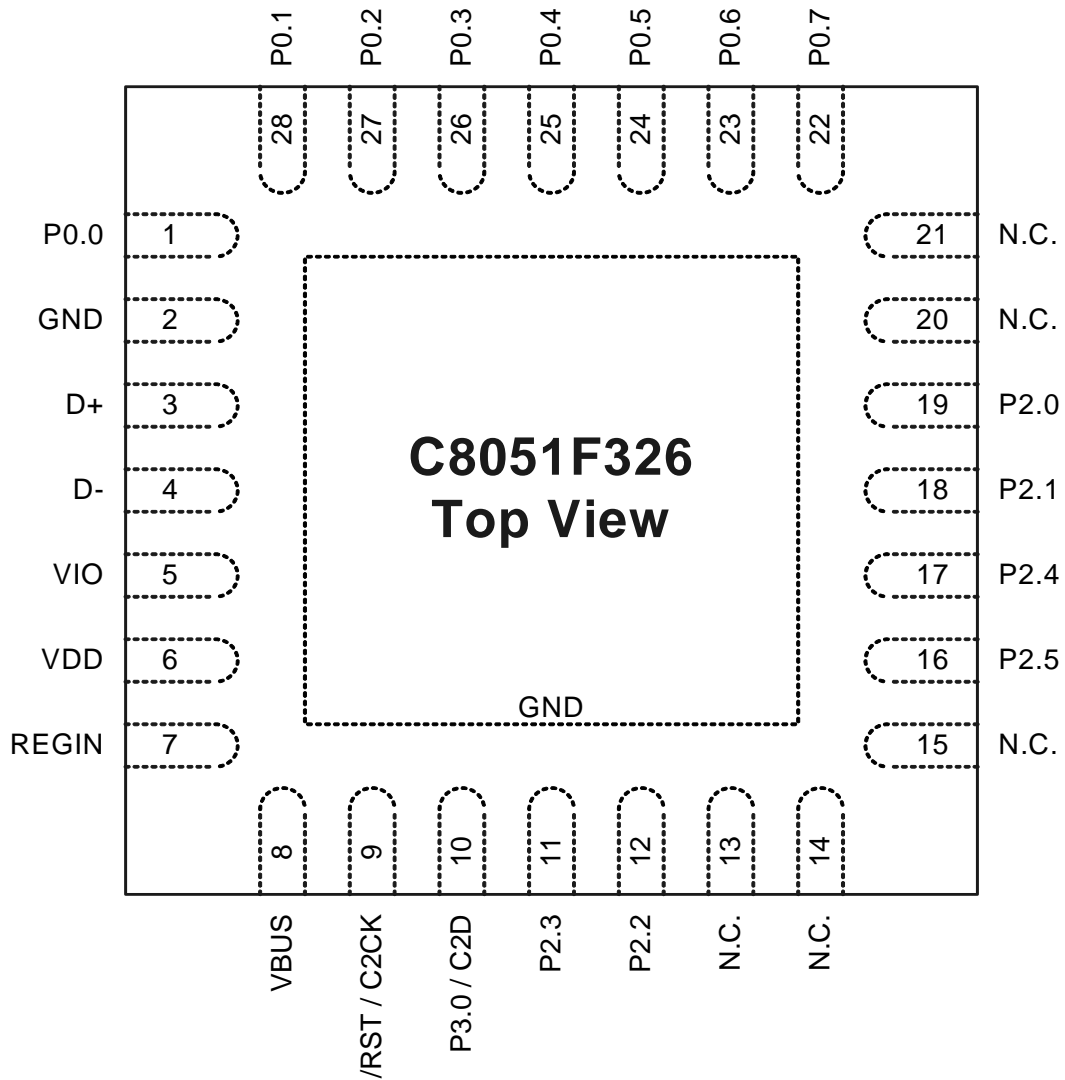 P0.1
P0.2
P0.3
P0.4
P0.5
P0.6
P0.7
28
27
26
25
24
23
22
P0.0
1
21
N.C.
GND
2
20
N.C.
D+
3
19
P2.0
C8051F326
Top View
D-
4
18
P2.1
VIO
5
17
P2.4
VDD
6
16
P2.5
GND
REGIN
7
15
N.C.
8
9
10
11
12
13
14
VBUS
/RST / C2CK
P3.0 / C2D
P2.3
P2.2
N.C.
N.C.